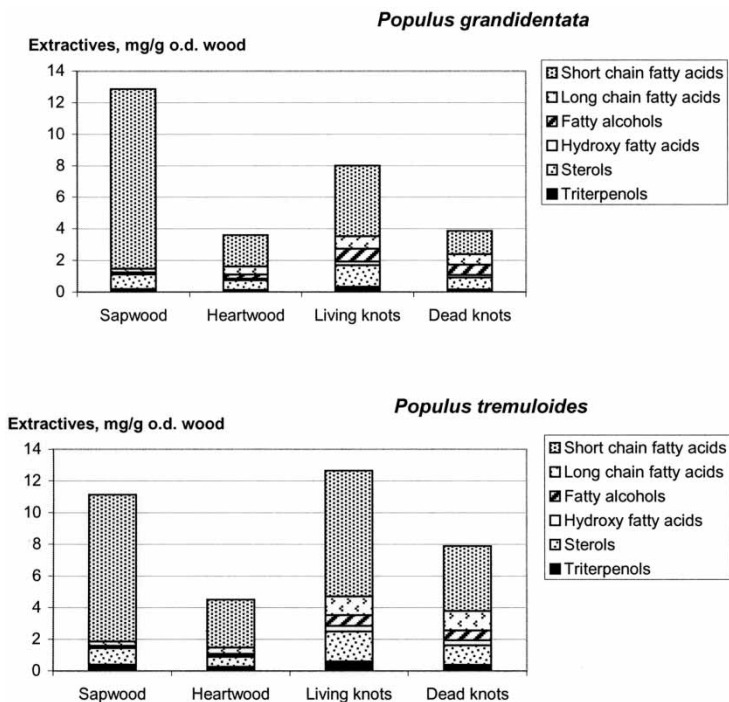 Populus grandidentata
Extractives, mg/g o.d. wood
14
12
10
8
6
4
2
0
Sapwood Heartwood Living knots Dead knots
Short chain fatty acids
Long chain fatty acids
Fatty alcohols
Hydroxy fatty acids
Sterols
Triterpenols
Populus tremuloides
Extractives, mg/g o.d. wood
14
12
10
8
6
4
2
0
Sapwood Heartwood Living knots Dead knots
Short chain fatty acids
Long chain fatty acids
Fatty alcohols
Hydroxy fatty acids
Sterols
Triterpenols